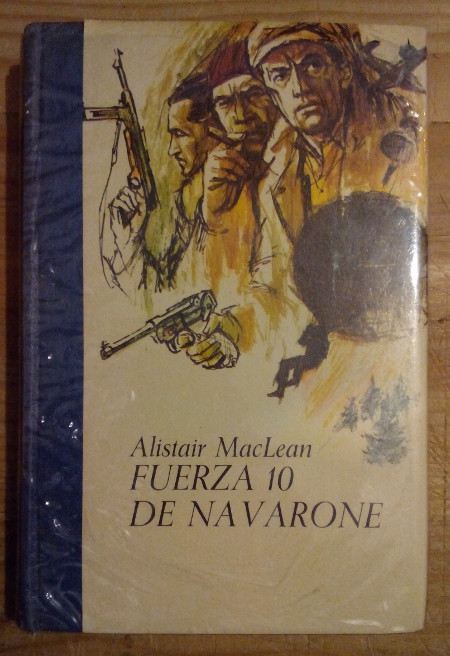 Alistair MacLean
FUERZA 10
DE NAVARONE